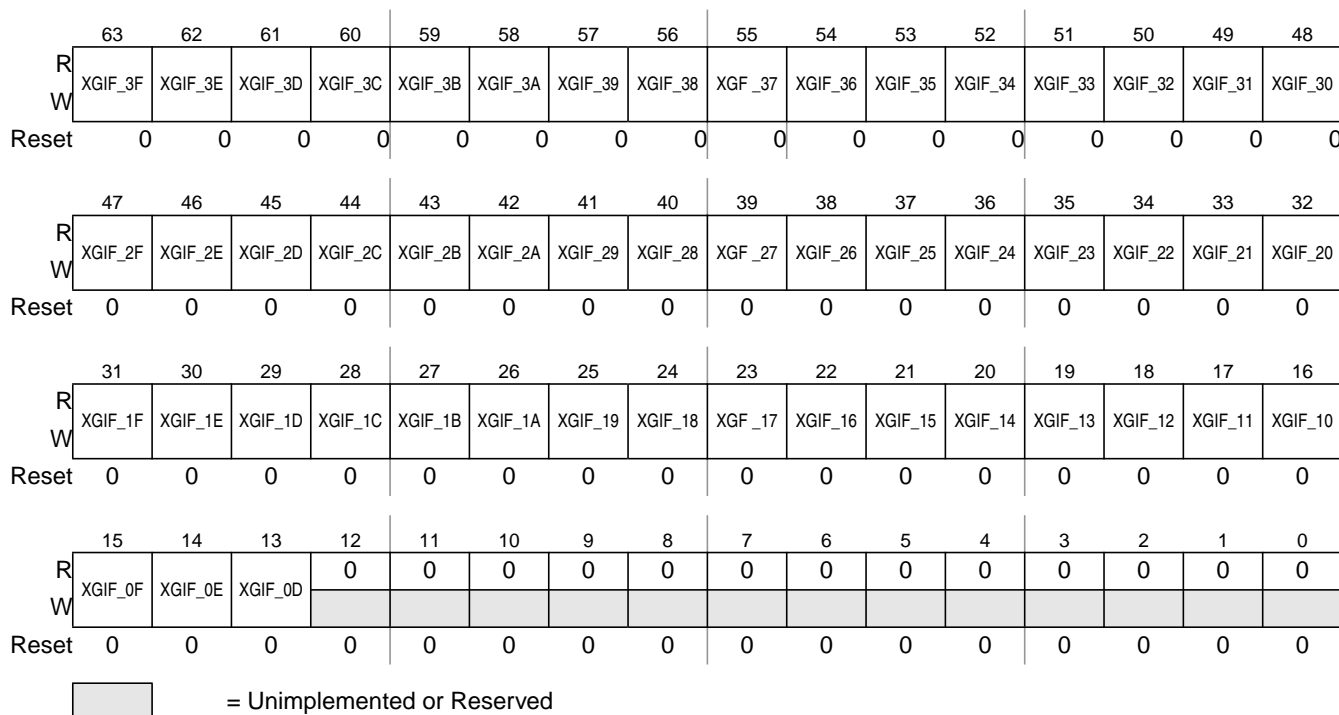 63 62 61 60 59 58 57 56 55 54 53 52 51 50 49 48
R
XGIF_3F XGIF_3E XGIF_3D XGIF_3C XGIF_3B XGIF_3A XGIF_39 XGIF_38 XGF _37 XGIF_36 XGIF_35 XGIF_34 XGIF_33 XGIF_32 XGIF_31 XGIF_30
W
Reset 0 0 0 0 0 0 0 0 0 0 0 0 0 0 0 0
47 46 45 44 43 42 41 40 39 38 37 36 35 34 33 32
R
XGIF_2F XGIF_2E XGIF_2D XGIF_2C XGIF_2B XGIF_2A XGIF_29 XGIF_28 XGF _27 XGIF_26 XGIF_25 XGIF_24 XGIF_23 XGIF_22 XGIF_21 XGIF_20
W
Reset 0 0 0 0 0 0 0 0 0 0 0 0 0 0 0 0
31 30 29 28 27 26 25 24 23 22 21 20 19 18 17 16
R
XGIF_1F XGIF_1E XGIF_1D XGIF_1C XGIF_1B XGIF_1A XGIF_19 XGIF_18 XGF _17 XGIF_16 XGIF_15 XGIF_14 XGIF_13 XGIF_12 XGIF_11 XGIF_10
W
Reset 0 0 0 0 0 0 0 0 0 0 0 0 0 0 0 0
15 14 13 12 11 10 9 8 7 6 5 4 3 2 1 0
R 0 0 0 0 0 0 0 0 0 0 0 0 0
XGIF_0F XGIF_0E XGIF_0D
W
Reset 0 0 0 0 0 0 0 0 0 0 0 0 0 0 0 0
= Unimplemented or Reserved